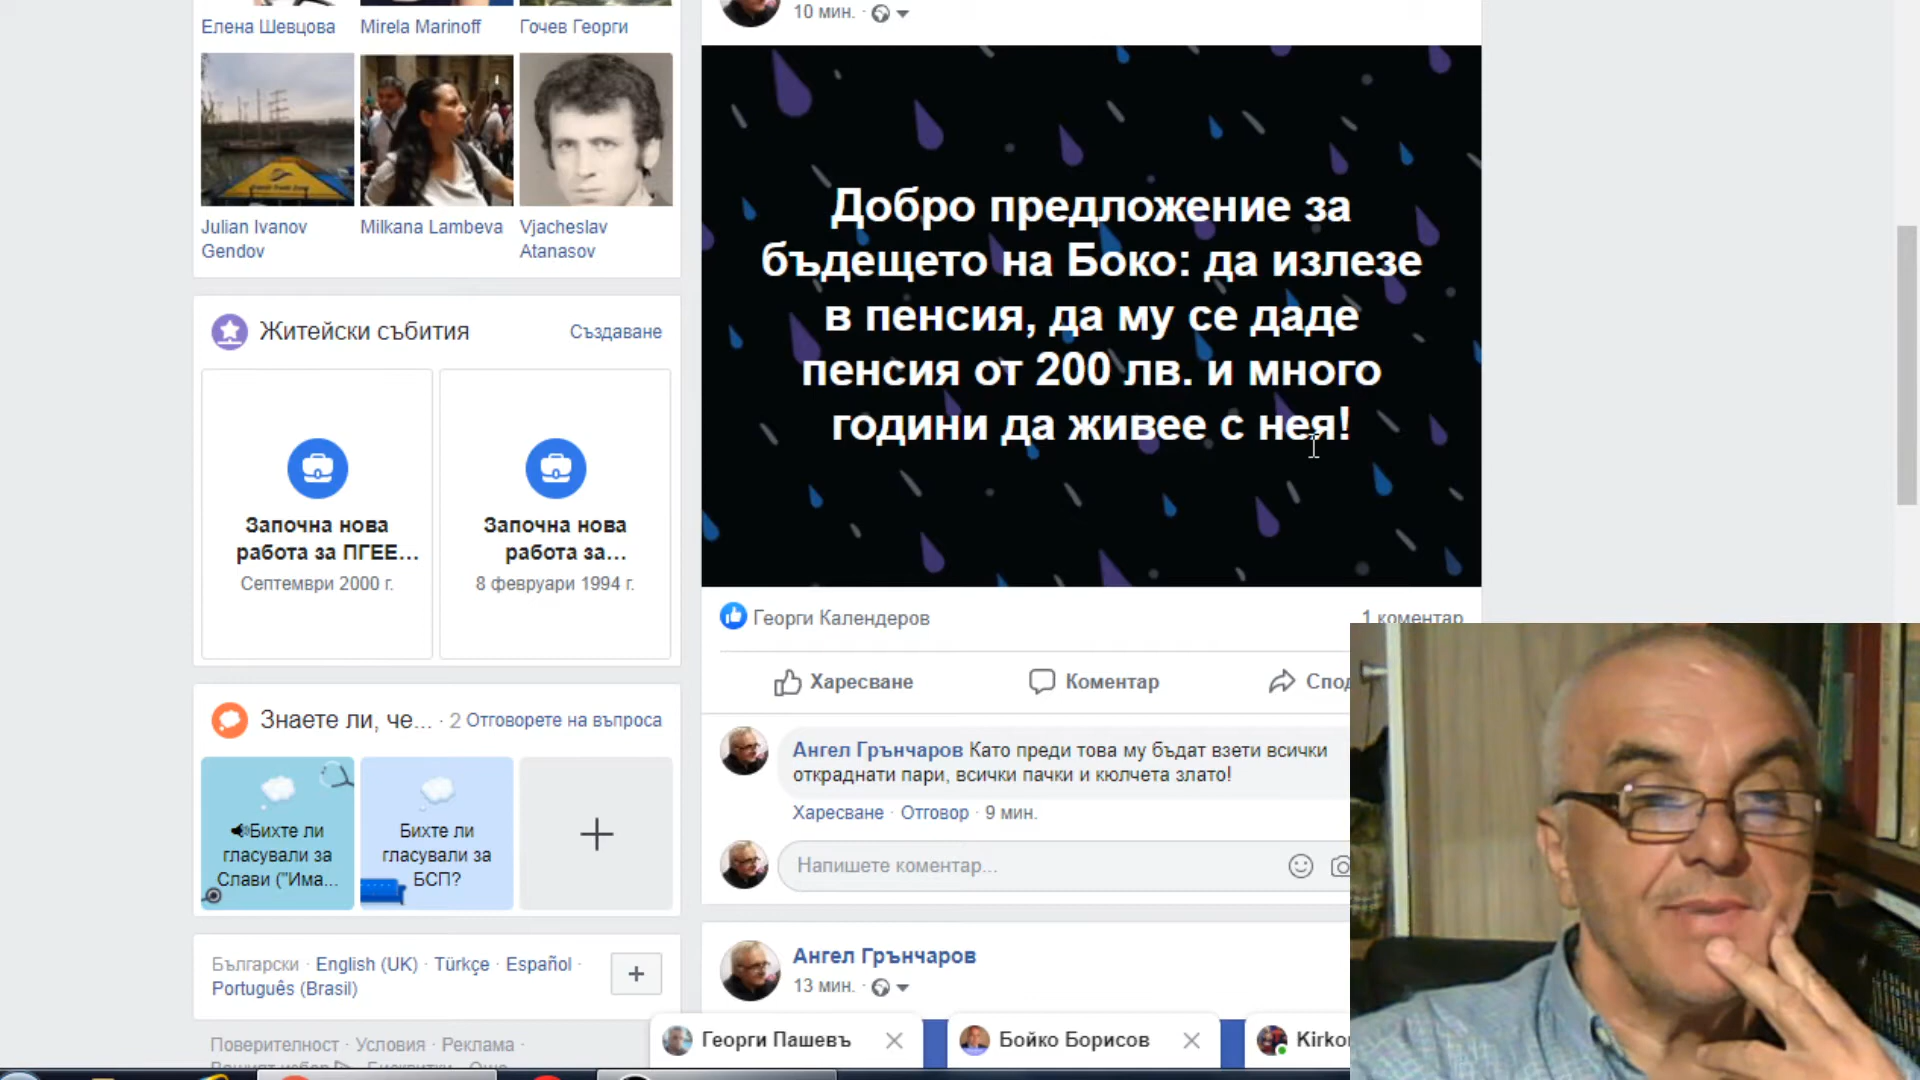 Елена Шевцова
Mirela Marinoff
Гочев Георги
Julian Ivanov
Gendov
Milkana Lambeva
Vjacheslav
Atanasov
Житейски събития
Създаване
Започна нова
работа за ПГЕЕ...
Септември 2000 г.
Започна нова
работа за...
8 февруари 1994 г.
Знаете ли, че... · 2 Отговорете на въпроса
Бихте ли
гласували за
Слави ("Има...
Бихте ли
гласували за
БСП?
Български · English (UK) · Türkçe · Español ·
Português (Brasil)
Поверителност · Условия · Реклама ·
10 мин. ·
Добро предложение за
бъдещето на Боко: да излезе
в пенсия, да му се даде
пенсия от 200 лв. и много
години да живее с нея!
Георги Календеров
1 коментар
Харесване
Коментар
Спод
Ангел Грънчаров Като преди това му бъдат взети всички
откраднати пари, всички пачки и кюлчета злато!
Харесване · Отговор · 9 мин.
Напишете коментар...
Ангел Грънчаров
13 мин. ·
Георги Пашевъ
Бойко Борисов
Kirko